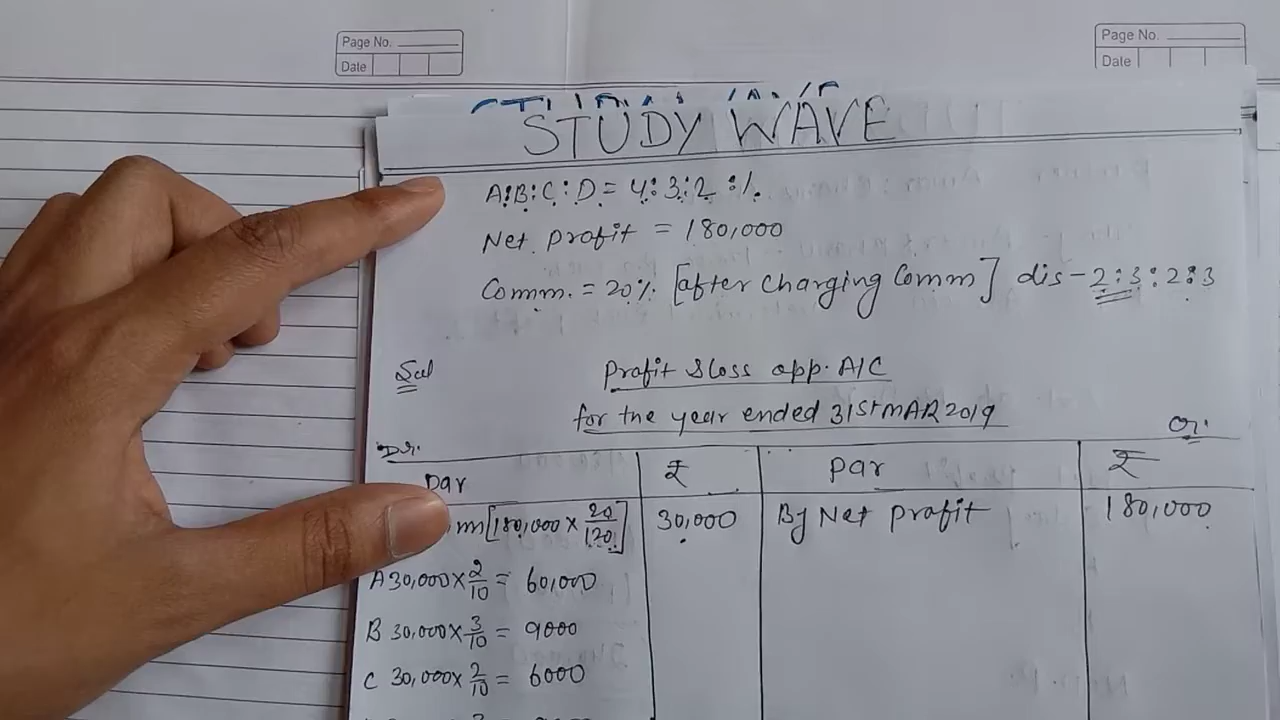 Page No.
Date
Page No.
Date
STUDY WAVE
A:B:C:D = 4:3:2:1.
Net profit = 180,000
Comm. = 20% [after charging Comm] dis - 2:3:2:3
Sol
Profit & loss app. A/C
for the year ended 31st MAR 2019
Dr. Cr.
par ₹ par ₹
[180,000 × 20/120] 30,000 By Net profit 180,000
A 30,000 × 2/10 = 60,000
B 30,000 × 3/10 = 9000
C 30,000 × 2/10 = 6000